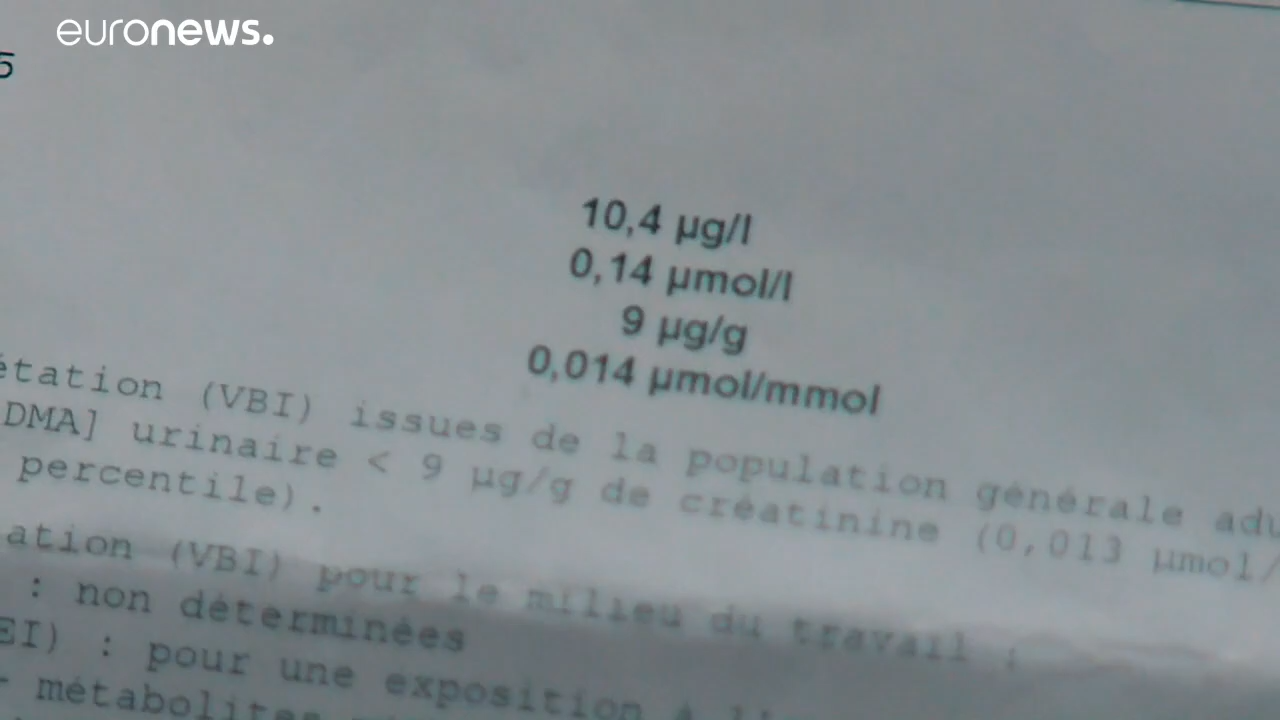 euronews.
5
10,4 µg/l
0,14 µmol/l
9 µg/g
0,014 µmol/mmol
étation (VBI) issues de la population générale adu
DMA] urinaire < 9 µg/g de créatinine (0,013 µmol/
percentile).
ation (VBI) pour le milieu du travail :
: non déterminées
EI) : pour une exposition à l'
- métabolites